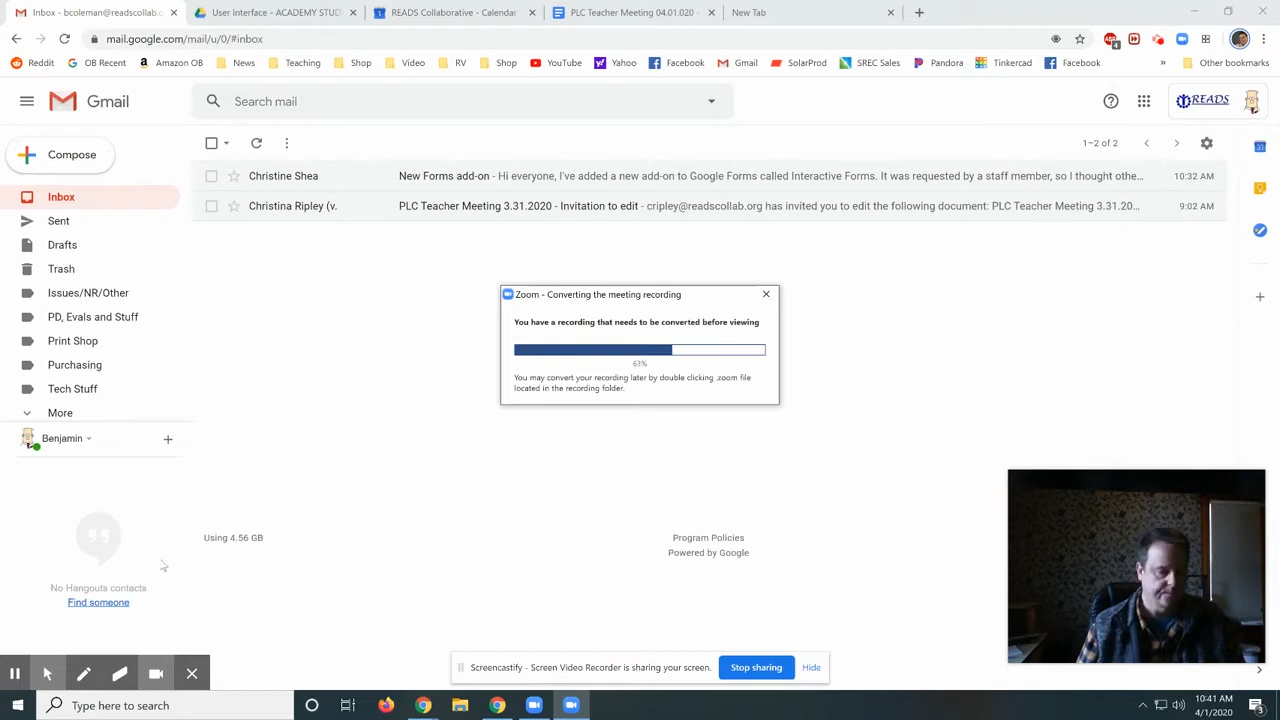 Inbox - bcoleman@readscollab.o
User Interface - ACADEMY STUD
READS Collaborative - Calendar
PLC Teacher Meeting 04.01.020 -
New Tab
mail.google.com/mail/u/0/#inbox
4
Reddit
OB Recent
Amazon OB
News
Teaching
Shop
Video
RV
Shop
YouTube
Yahoo
Facebook
Gmail
SolarProd
SREC Sales
Pandora
Tinkercad
Facebook
»
Other bookmarks
Gmail
Search mail
READS
Compose
1–2 of 2
Inbox
Sent
Drafts
Trash
Issues/NR/Other
PD, Evals and Stuff
Print Shop
Purchasing
Tech Stuff
More
Christine Shea New Forms add-on - Hi everyone, I've added a new add-on to Google Forms called Interactive Forms. It was requested by a staff member, so I thought othe... 10:32 AM
Christina Ripley (v. PLC Teacher Meeting 3.31.2020 - Invitation to edit - cripley@readscollab.org has invited you to edit the following document: PLC Teacher Meeting 3.31.20... 9:02 AM
Zoom - Converting the meeting recording
You have a recording that needs to be converted before viewing
63%
You may convert your recording later by double clicking .zoom file
located in the recording folder.
Benjamin
No Hangouts contacts
Find someone
Using 4.56 GB
Program Policies
Powered by Google
Screencastify - Screen Video Recorder is sharing your screen.
Stop sharing
Hide
Type here to search
10:41 AM
4/1/2020
3